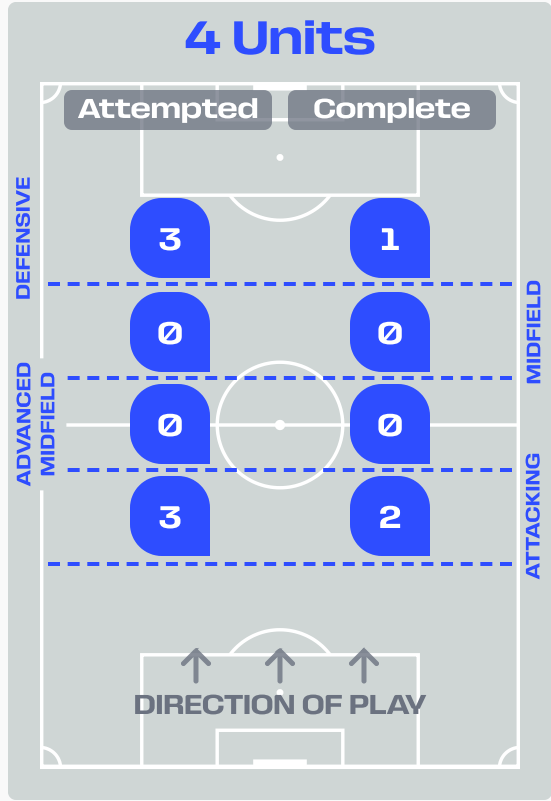 4 Units
Attempted Complete
DEFENSIVE
3 1
MIDFIELD
0 0
ADVANCED
MIDFIELD
0 0
ATTACKING
3 2
DIRECTION OF PLAY